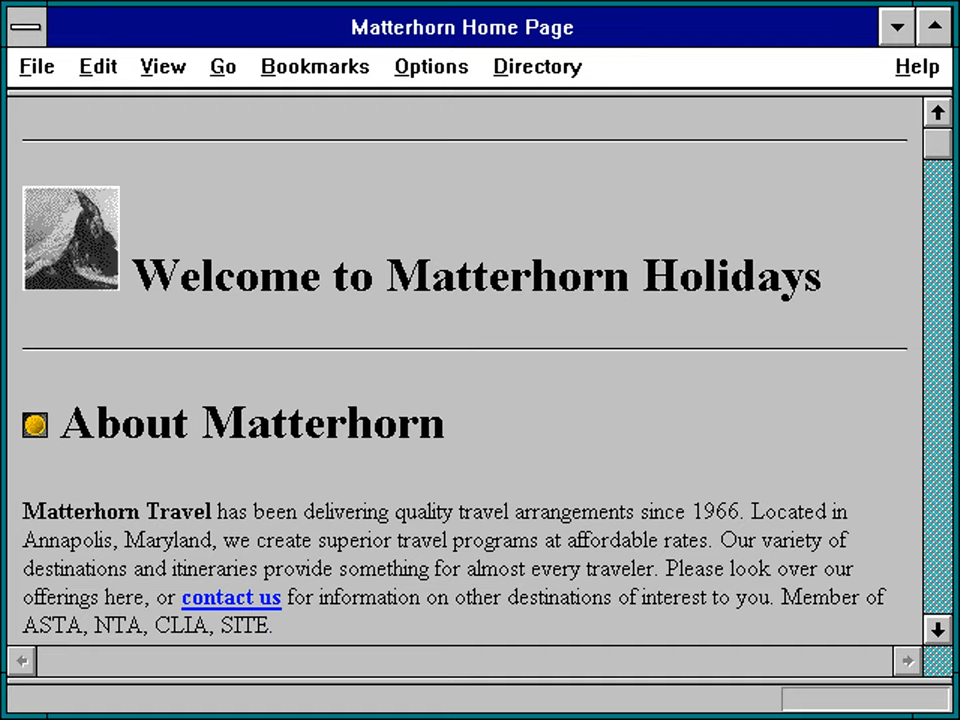 Matterhorn Home Page
File Edit View Go Bookmarks Options Directory Help
Welcome to Matterhorn Holidays
About Matterhorn
Matterhorn Travel has been delivering quality travel arrangements since 1966. Located in
Annapolis, Maryland, we create superior travel programs at affordable rates. Our variety of
destinations and itineraries provide something for almost every traveler. Please look over our
offerings here, or contact us for information on other destinations of interest to you. Member of
ASTA, NTA, CLIA, SITE.